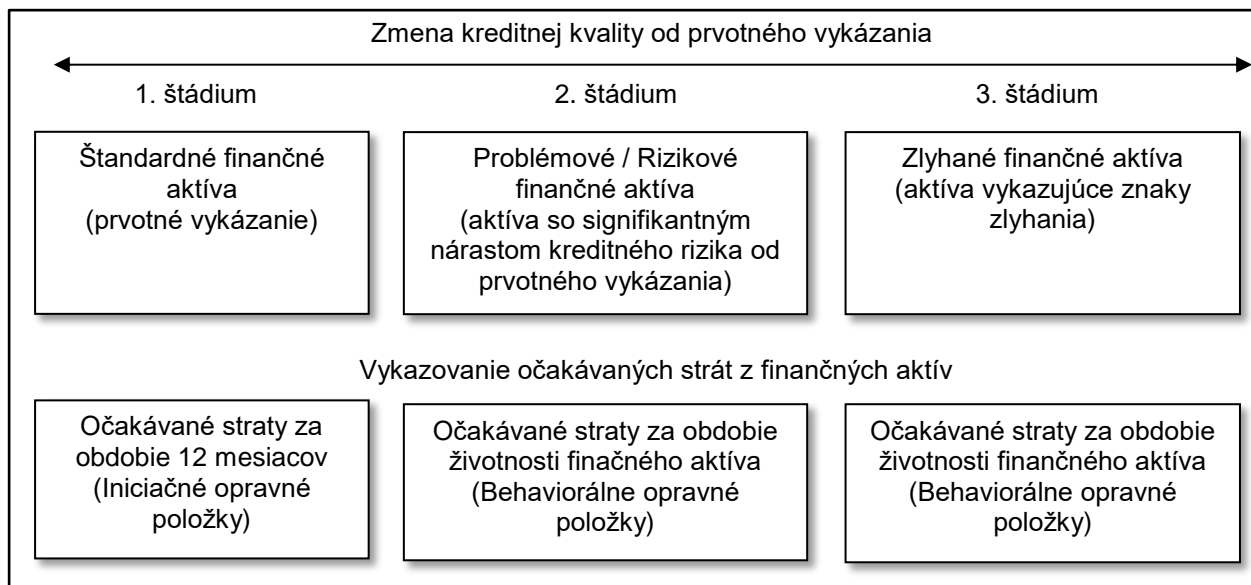 Zmena kreditnej kvality od prvotného vykázania
1. štádium
2. štádium
3. štádium
Štandardné finančné
aktíva
(prvotné vykázanie)
Problémové / Rizikové
finančné aktíva
(aktíva so signifikantným
nárastom kreditného rizika od
prvotného vykázania)
Zlyhané finančné aktíva
(aktíva vykazujúce znaky
zlyhania)
Vykazovanie očakávaných strát z finančných aktív
Očakávané straty za
obdobie 12 mesiacov
(Iniciačné opravné
položky)
Očakávané straty za obdobie
životnosti finačného aktíva
(Behaviorálne opravné
položky)
Očakávané straty za obdobie
životnosti finančného aktíva
(Behaviorálne opravné
položky)